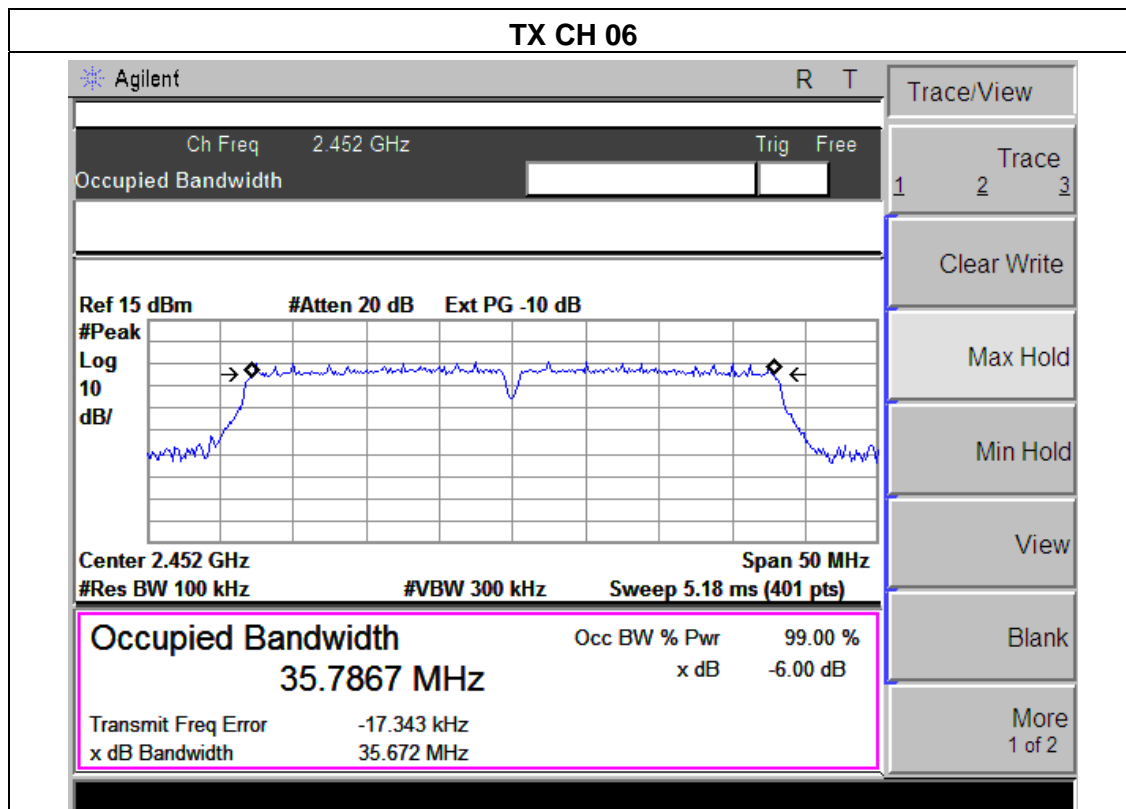 TX CH 06
Agilent R T
Ch Freq 2.452 GHz Trig Free
Occupied Bandwidth
Ref 15 dBm #Atten 20 dB Ext PG -10 dB
#Peak
Log
10
dB/
Center 2.452 GHz Span 50 MHz
#Res BW 100 kHz #VBW 300 kHz Sweep 5.18 ms (401 pts)
Occupied Bandwidth Occ BW % Pwr 99.00 %
35.7867 MHz x dB -6.00 dB
Transmit Freq Error -17.343 kHz
x dB Bandwidth 35.672 MHz
Trace/View
Trace
1 2 3
Clear Write
Max Hold
Min Hold
View
Blank
More
1 of 2